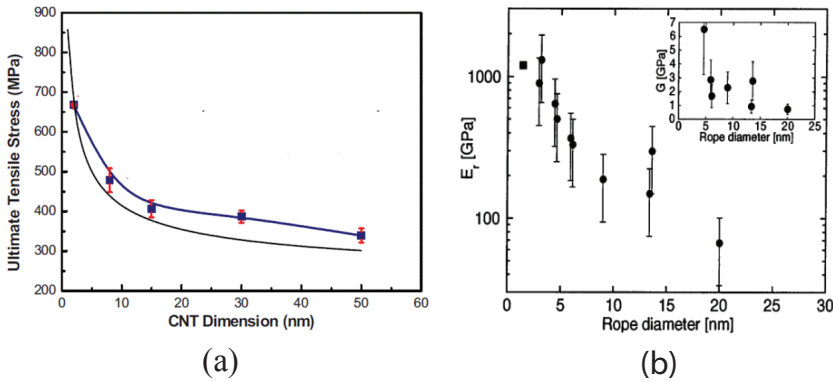 a
900
800
700
600
500
400
300
200
Ultimate Tensile Stress (MPa)
0 10 20 30 40 50 60
CNT Dimension (nm)
(a)
b
1000
100
E_r [GPa]
0 5 10 15 20 25 30
Rope diameter [nm]
7
6
5
4
3
2
1
0
G [GPa]
0 5 10 15 20 25
Rope diameter [nm]
(b)